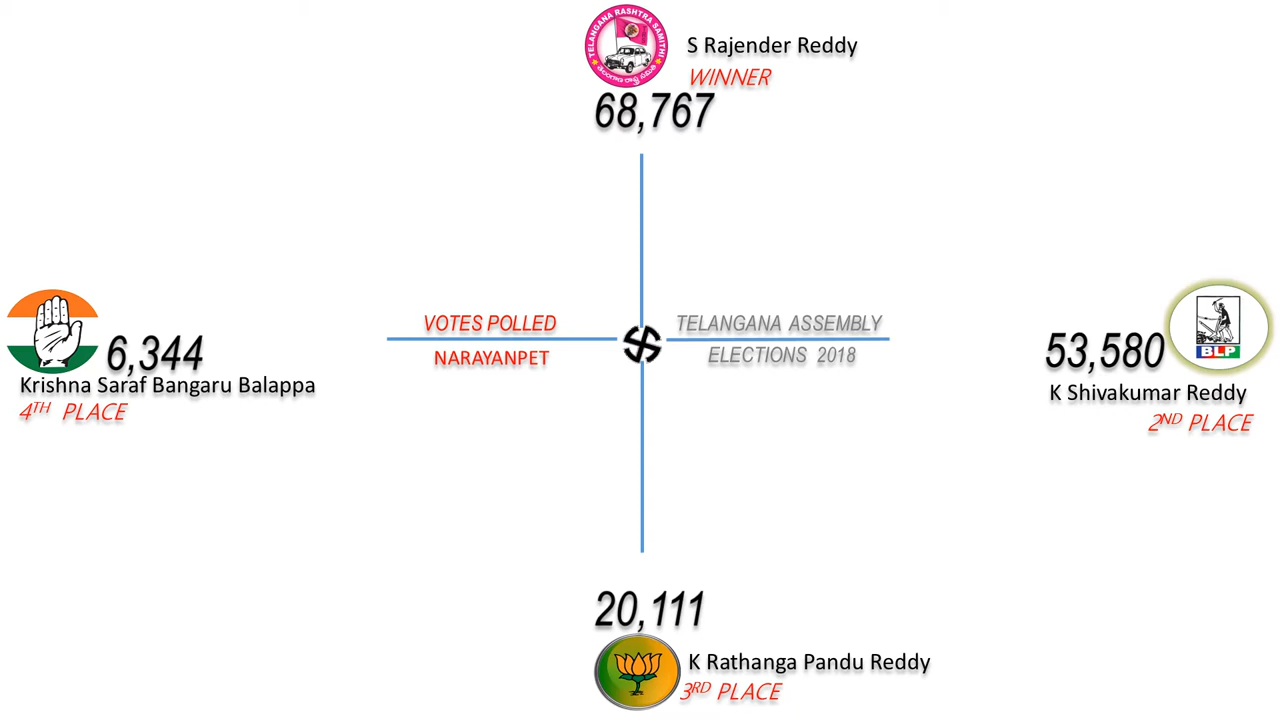 TELANGANA RASHTRA SAMITHI
తెలంగాణ రాష్ట్ర సమితి
S Rajender Reddy
WINNER
68,767
VOTES POLLED
NARAYANPET
TELANGANA ASSEMBLY
ELECTIONS 2018
6,344
Krishna Saraf Bangaru Balappa
4TH PLACE
53,580
BLP
K Shivakumar Reddy
2ND PLACE
20,111
K Rathanga Pandu Reddy
3RD PLACE